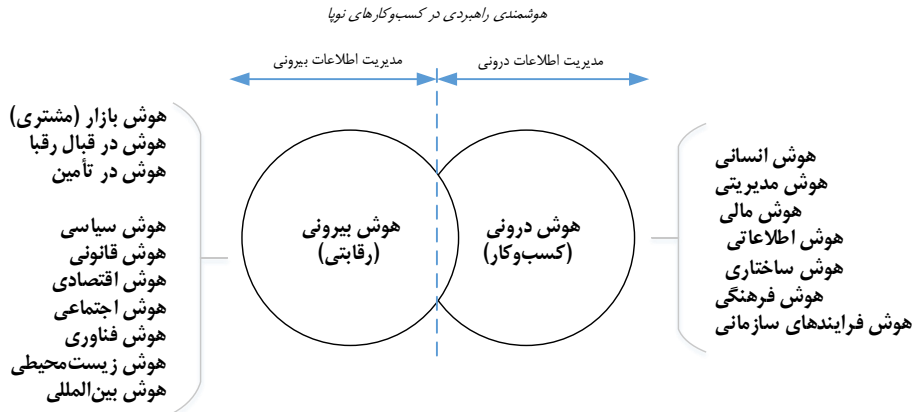 هوشمندی راهبردی در کسب‌وکارهای نوپا
مدیریت اطلاعات درونی
مدیریت اطلاعات بیرونی
هوش انسانی
هوش مدیریتی
هوش مالی
هوش اطلاعاتی
هوش ساختاری
هوش فرهنگی
هوش فرایندهای سازمانی
هوش درونی
(کسب‌وکار)
هوش بیرونی
(رقابتی)
هوش بازار (مشتری)
هوش در قبال رقبا
هوش در تأمین
هوش سیاسی
هوش قانونی
هوش اقتصادی
هوش اجتماعی
هوش فناوری
هوش زیست‌محیطی
هوش بین‌المللی